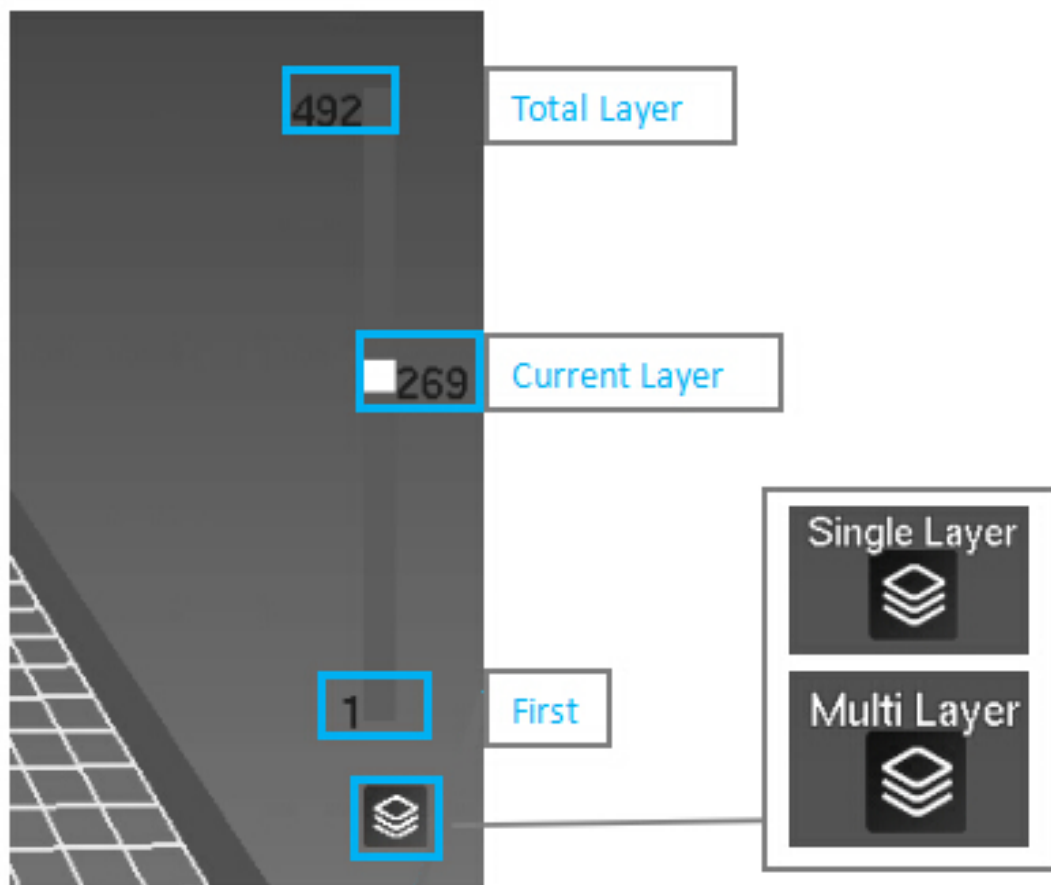 492
Total Layer
269
Current Layer
Single Layer
1
First
Multi Layer